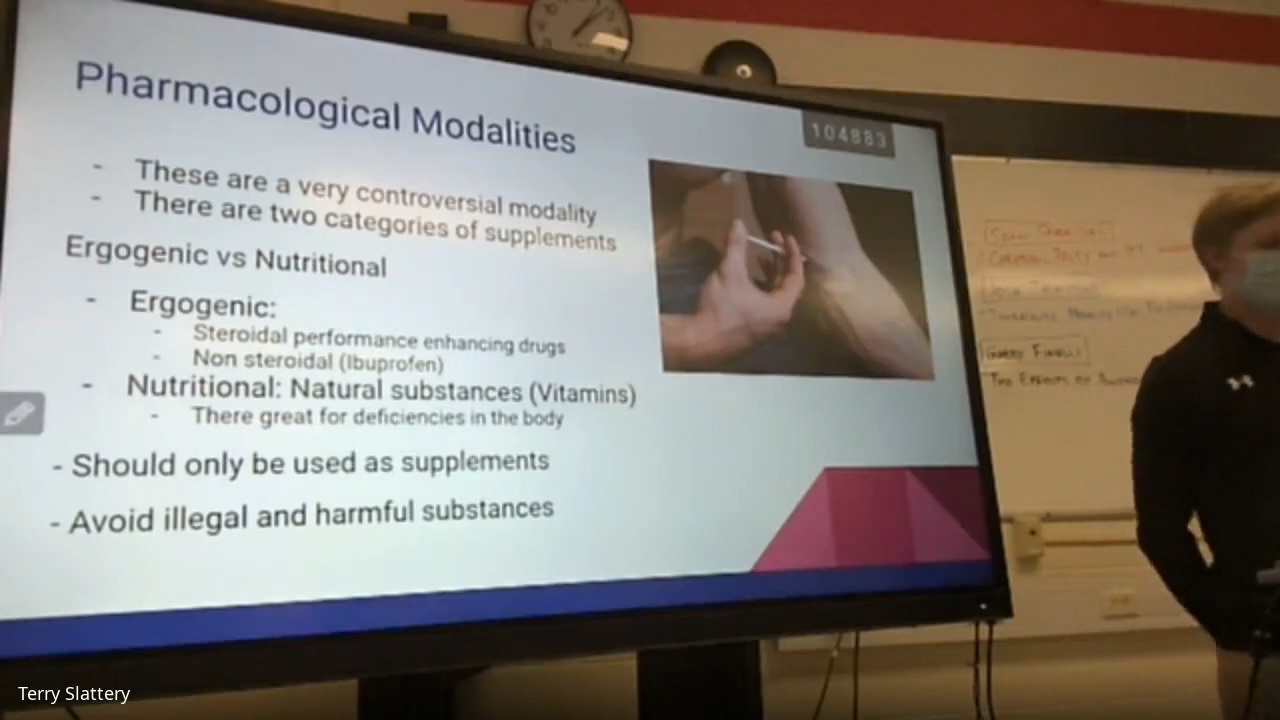 Pharmacological Modalities
104883
- These are a very controversial modality
- There are two categories of supplements
Ergogenic vs Nutritional
- Ergogenic:
- Steroidal performance enhancing drugs
- Non steroidal (Ibuprofen)
- Nutritional: Natural substances (Vitamins)
- There great for deficiencies in the body
- Should only be used as supplements
- Avoid illegal and harmful substances
Terry Slattery